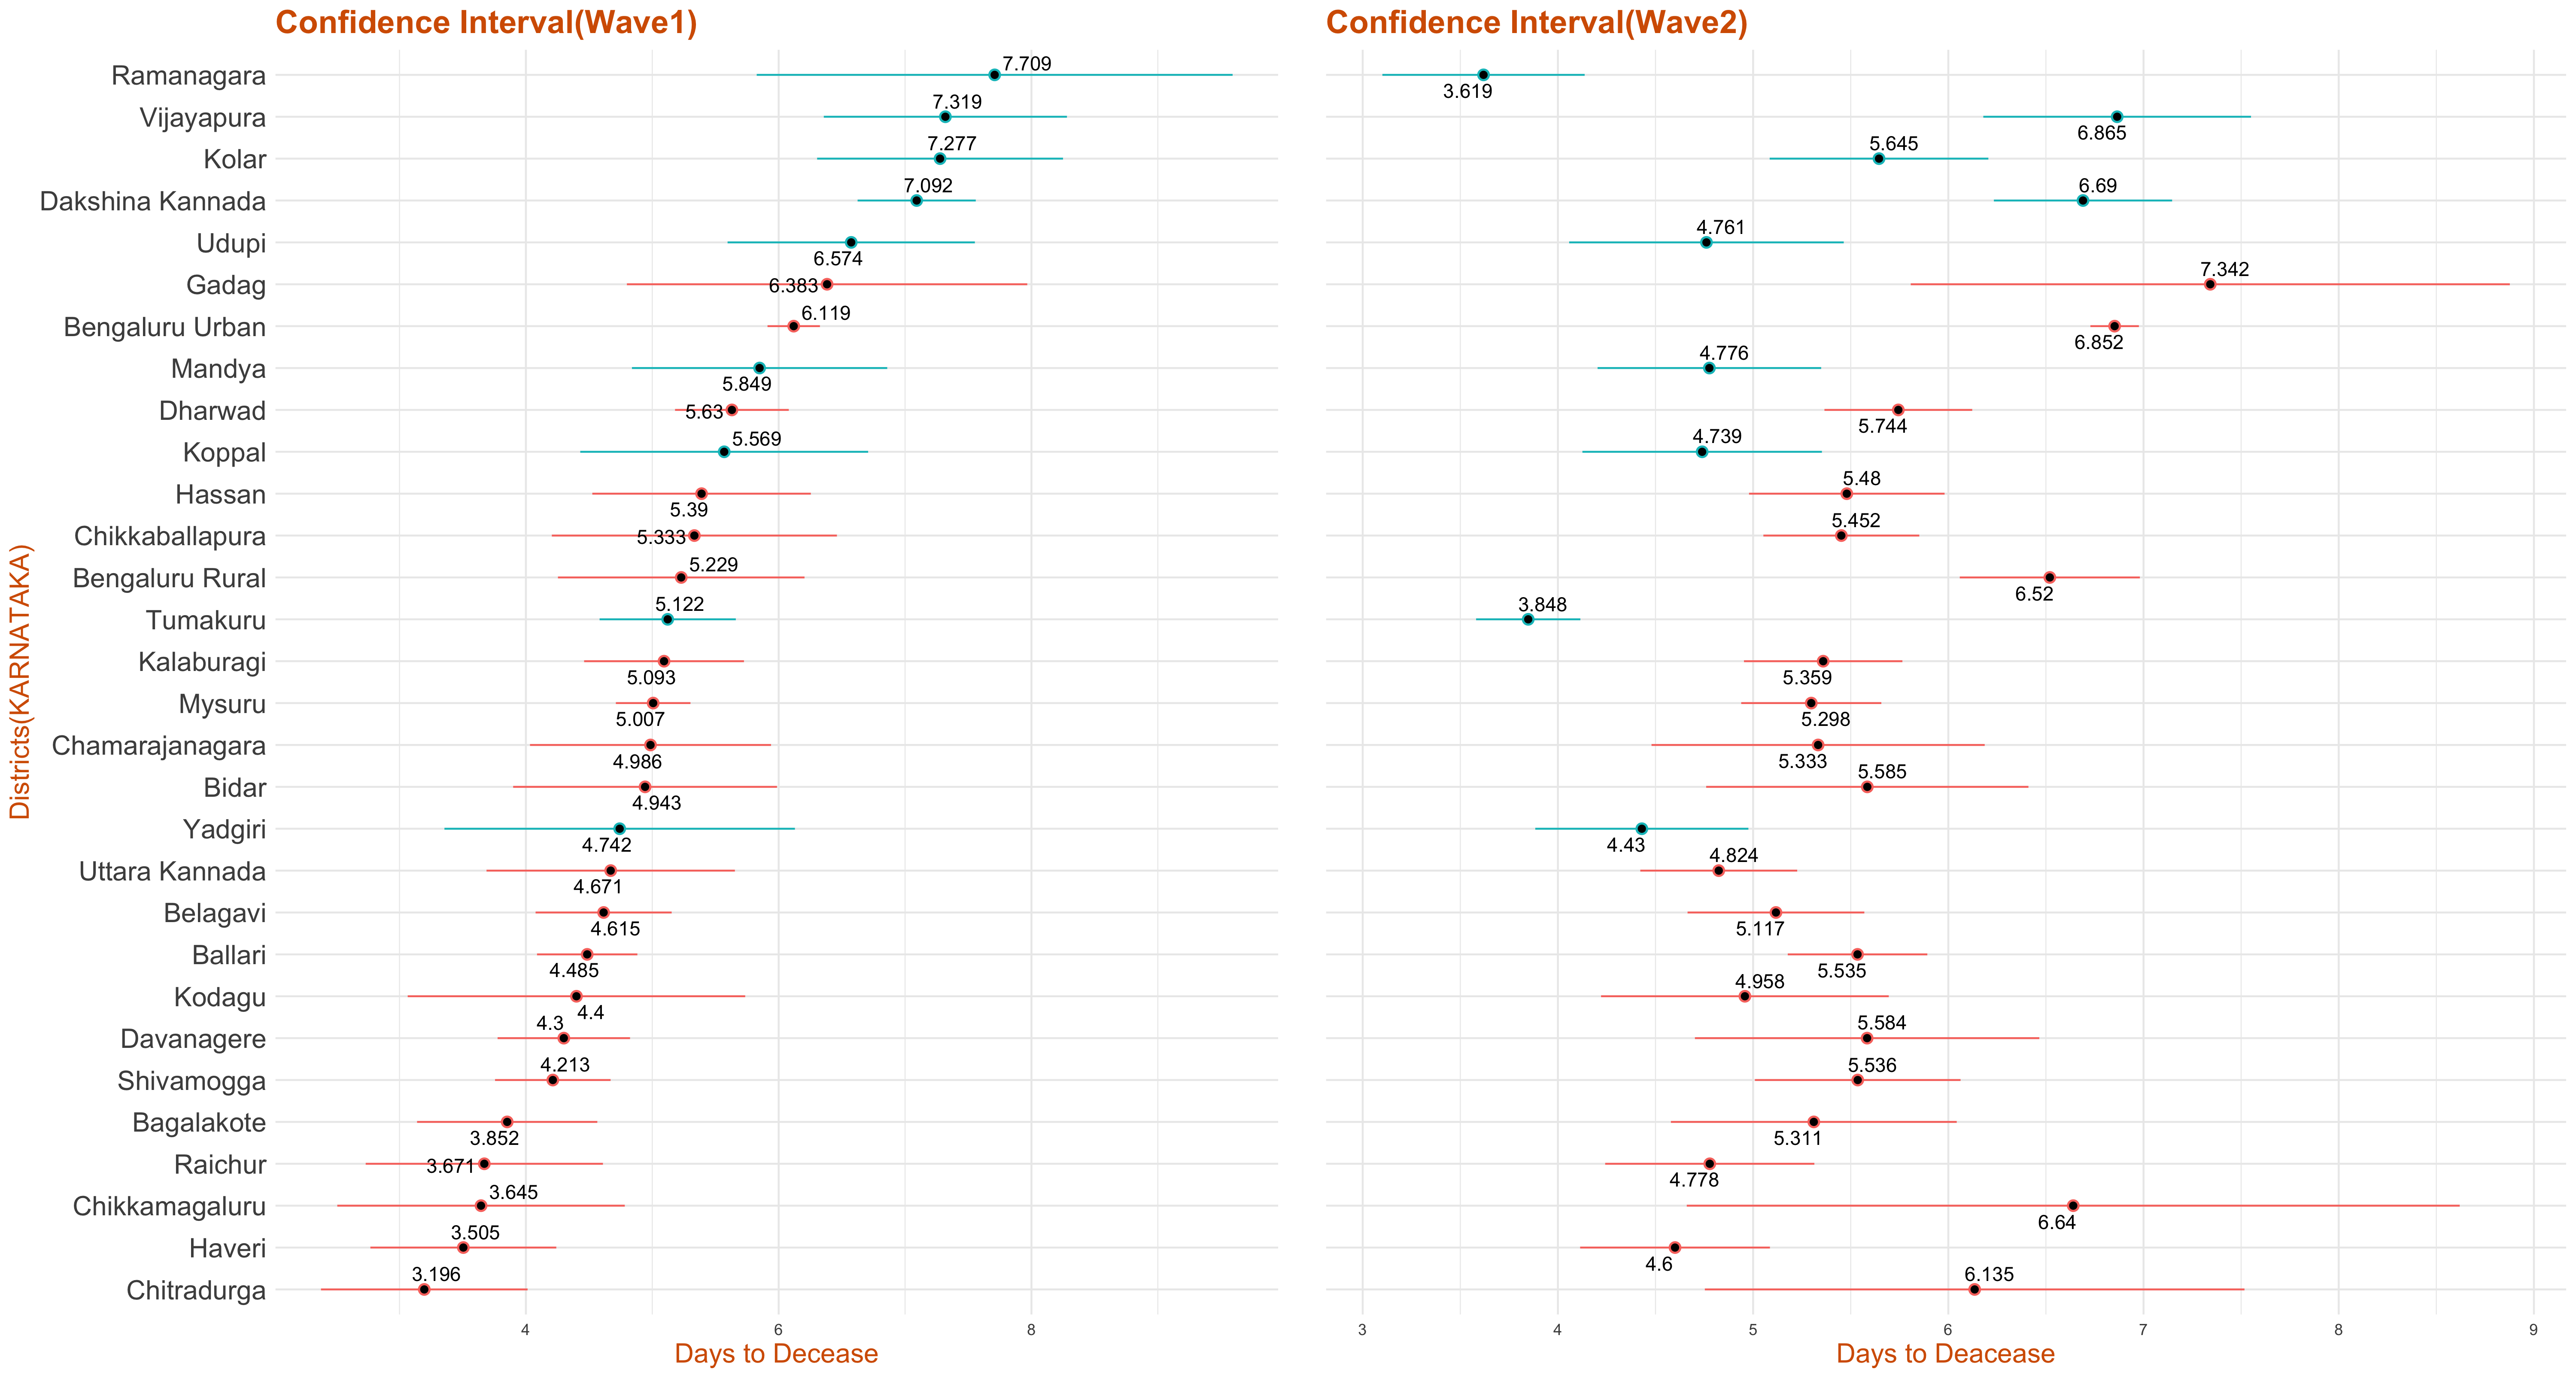 Confidence Interval(Wave1)
Confidence Interval(Wave2)
Districts(KARNATAKA)
Ramanagara 7.709 3.619
Vijayapura 7.319 6.865
Kolar 7.277 5.645
Dakshina Kannada 7.092 6.69
Udupi 6.574 4.761
Gadag 6.383 7.342
Bengaluru Urban 6.119 6.852
Mandya 5.849 4.776
Dharwad 5.63 5.744
Koppal 5.569 4.739
Hassan 5.39 5.48
Chikkaballapura 5.333 5.452
Bengaluru Rural 5.229 6.52
Tumakuru 5.122 3.848
Kalaburagi 5.093 5.359
Mysuru 5.007 5.298
Chamarajanagara 4.986 5.333
Bidar 4.943 5.585
Yadgiri 4.742 4.43
Uttara Kannada 4.671 4.824
Belagavi 4.615 5.117
Ballari 4.485 5.535
Kodagu 4.4 4.958
Davanagere 4.3 5.584
Shivamogga 4.213 5.536
Bagalakote 3.852 5.311
Raichur 3.671 4.778
Chikkamagaluru 3.645 6.64
Haveri 3.505 4.6
Chitradurga 3.196 6.135
4 6 8
3 4 5 6 7 8 9
Days to Decease
Days to Deacease